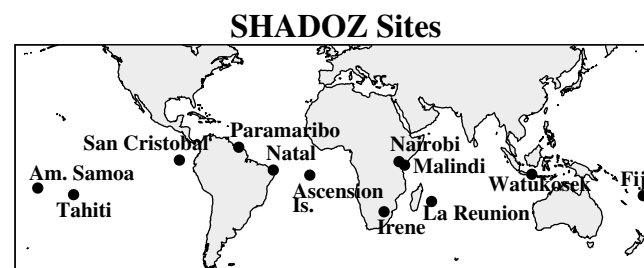 SHADOZ Sites
San Cristobal
Paramaribo
Natal
Nairobi
Malindi
Am. Samoa
Tahiti
Ascension
Is.
Watukosek
Fiji
La Reunion
Irene